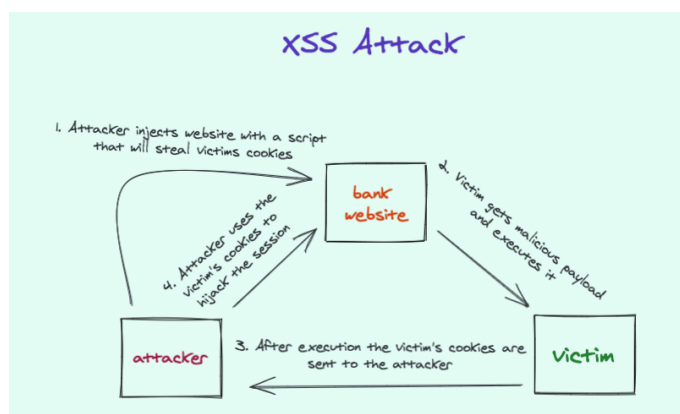 XSS Attack
1. Attacker injects website with a script
that will steal victims cookies
bank
website
2. Victim gets malicious payload
and executes it
4. Attacker uses the
victim's cookies to
hijack the session
attacker
3. After execution the victim's cookies are
sent to the attacker
victim